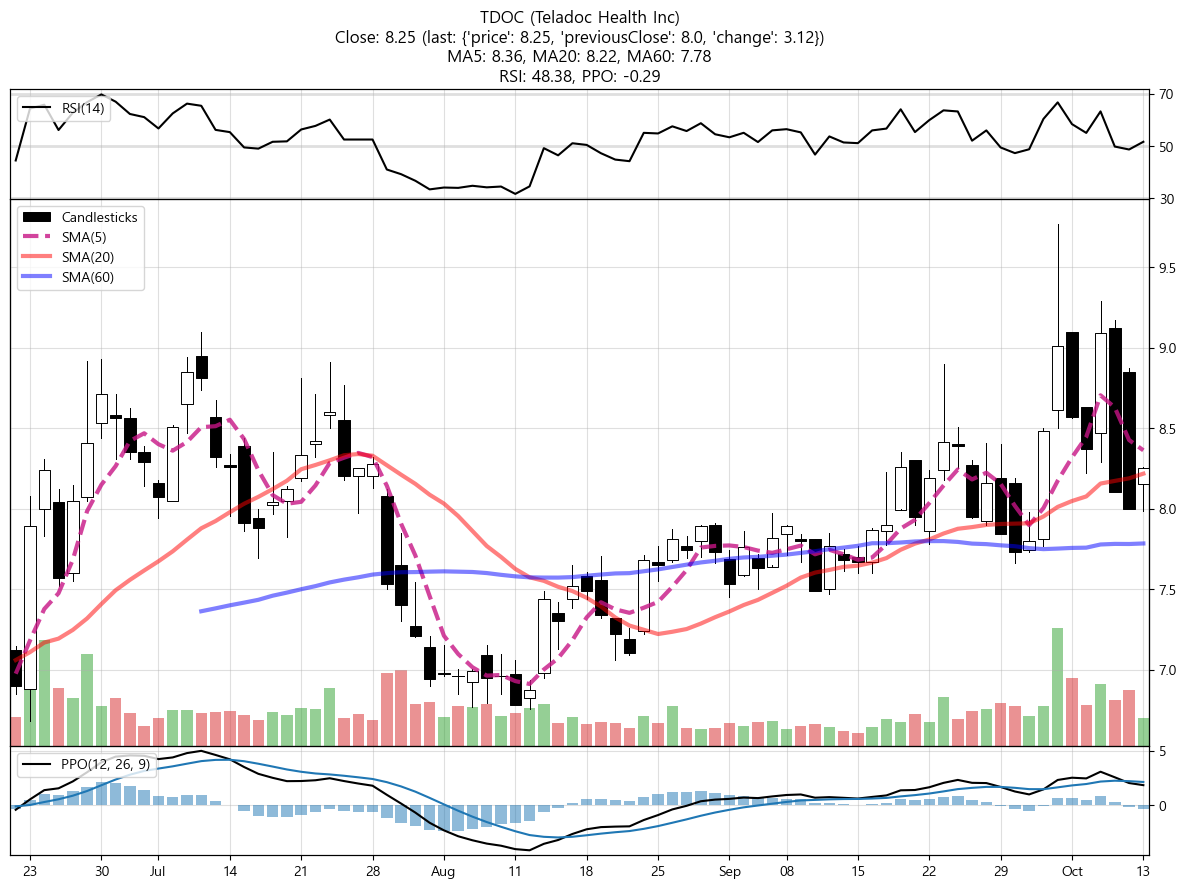 TDOC (Teladoc Health Inc)
Close: 8.25 (last: {'price': 8.25, 'previousClose': 8.0, 'change': 3.12})
MA5: 8.36, MA20: 8.22, MA60: 7.78
RSI: 48.38, PPO: -0.29
RSI(14)
70
50
30
Candlesticks
SMA(5)
SMA(20)
SMA(60)
9.5
9.0
8.5
8.0
7.5
7.0
PPO(12, 26, 9)
5
0
23 30 Jul 14 21 28 Aug 11 18 25 Sep 08 15 22 29 Oct 13